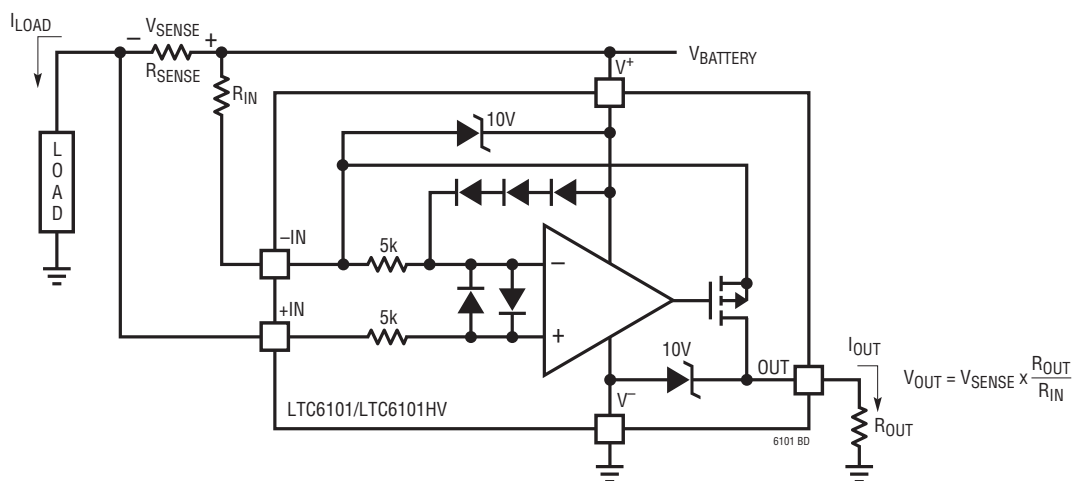 I_LOAD
− V_SENSE +
R_SENSE
V_BATTERY
R_IN
V+
10V
L
O
A
D
−IN
5k
−
+IN
5k
+
10V
OUT
I_OUT
V_OUT = V_SENSE x R_OUT/R_IN
V−
LTC6101/LTC6101HV
R_OUT
6101 BD